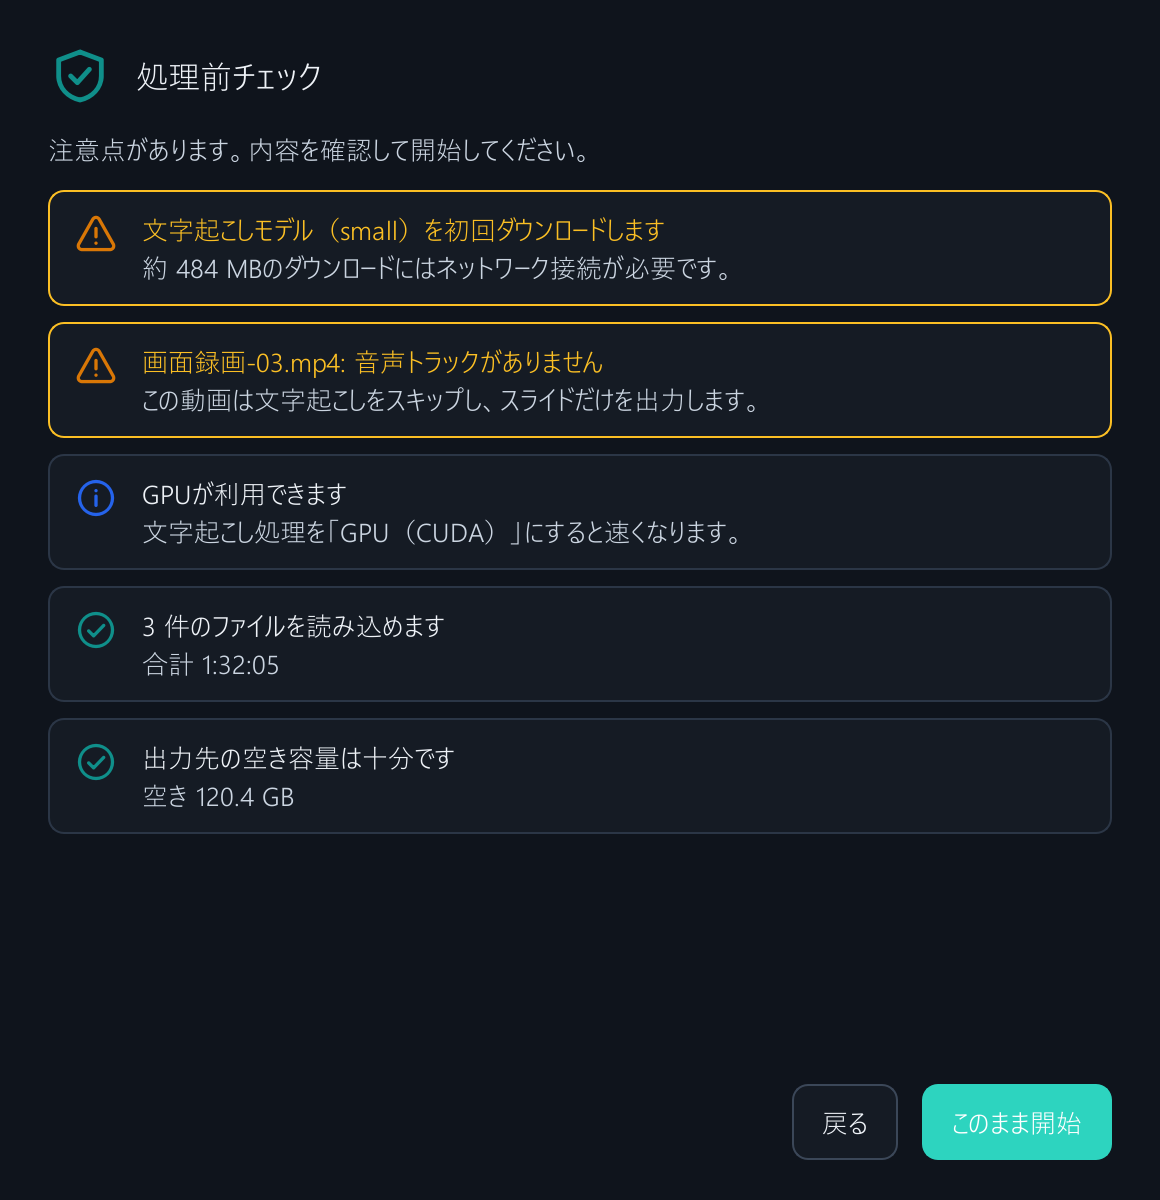 処理前チェック
注意点があります。内容を確認して開始してください。
文字起こしモデル（small）を初回ダウンロードします
約 484 MBのダウンロードにはネットワーク接続が必要です。
画面録画-03.mp4: 音声トラックがありません
この動画は文字起こしをスキップし、スライドだけを出力します。
GPUが利用できます
文字起こし処理を「GPU（CUDA）」にすると速くなります。
3 件のファイルを読み込めます
合計 1:32:05
出力先の空き容量は十分です
空き 120.4 GB
戻る
このまま開始